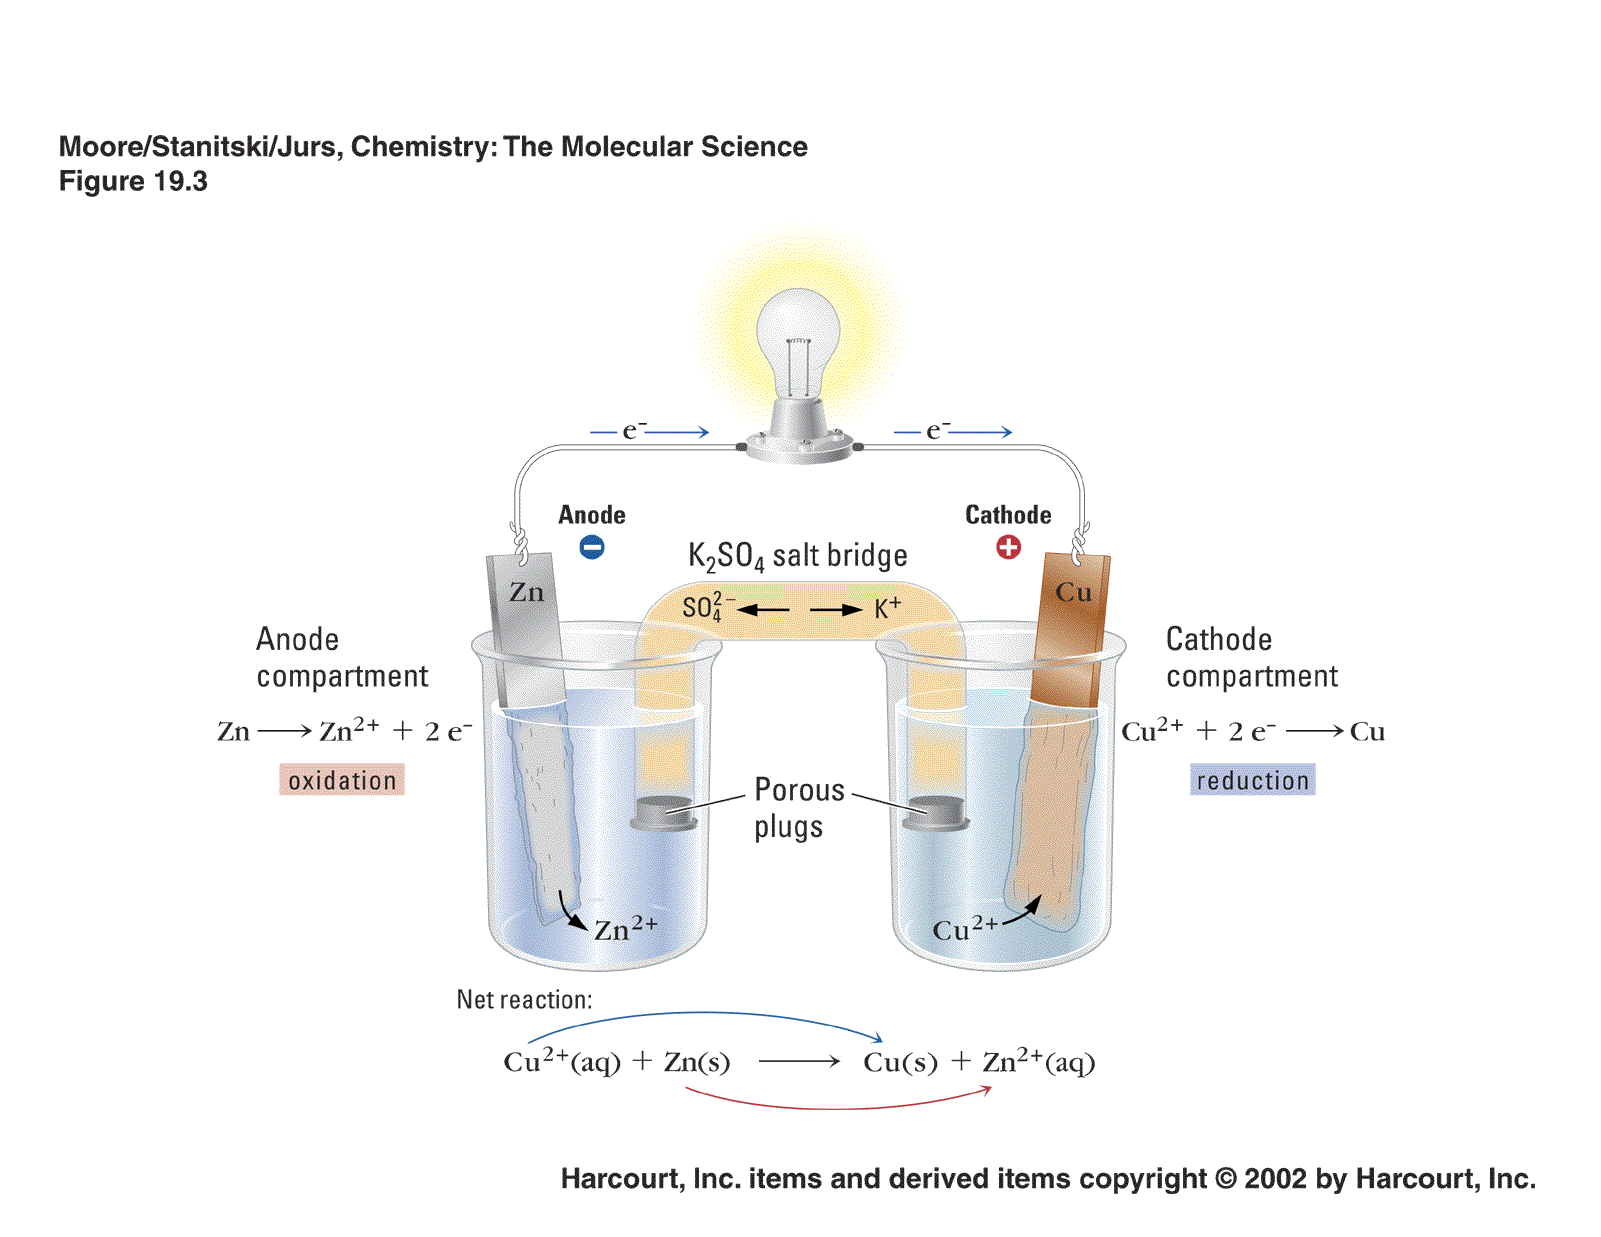 Moore/Stanitski/Jurs, Chemistry: The Molecular Science
Figure 19.3
e⁻
e⁻
Anode
−
Cathode
+
K₂SO₄ salt bridge
SO₄²⁻
K⁺
Zn
Cu
Anode
compartment
Zn ⟶ Zn²⁺ + 2 e⁻
oxidation
Cathode
compartment
Cu²⁺ + 2 e⁻ ⟶ Cu
reduction
Porous
plugs
Zn²⁺
Cu²⁺
Net reaction:
Cu²⁺(aq) + Zn(s) ⟶ Cu(s) + Zn²⁺(aq)
Harcourt, Inc. items and derived items copyright © 2002 by Harcourt, Inc.